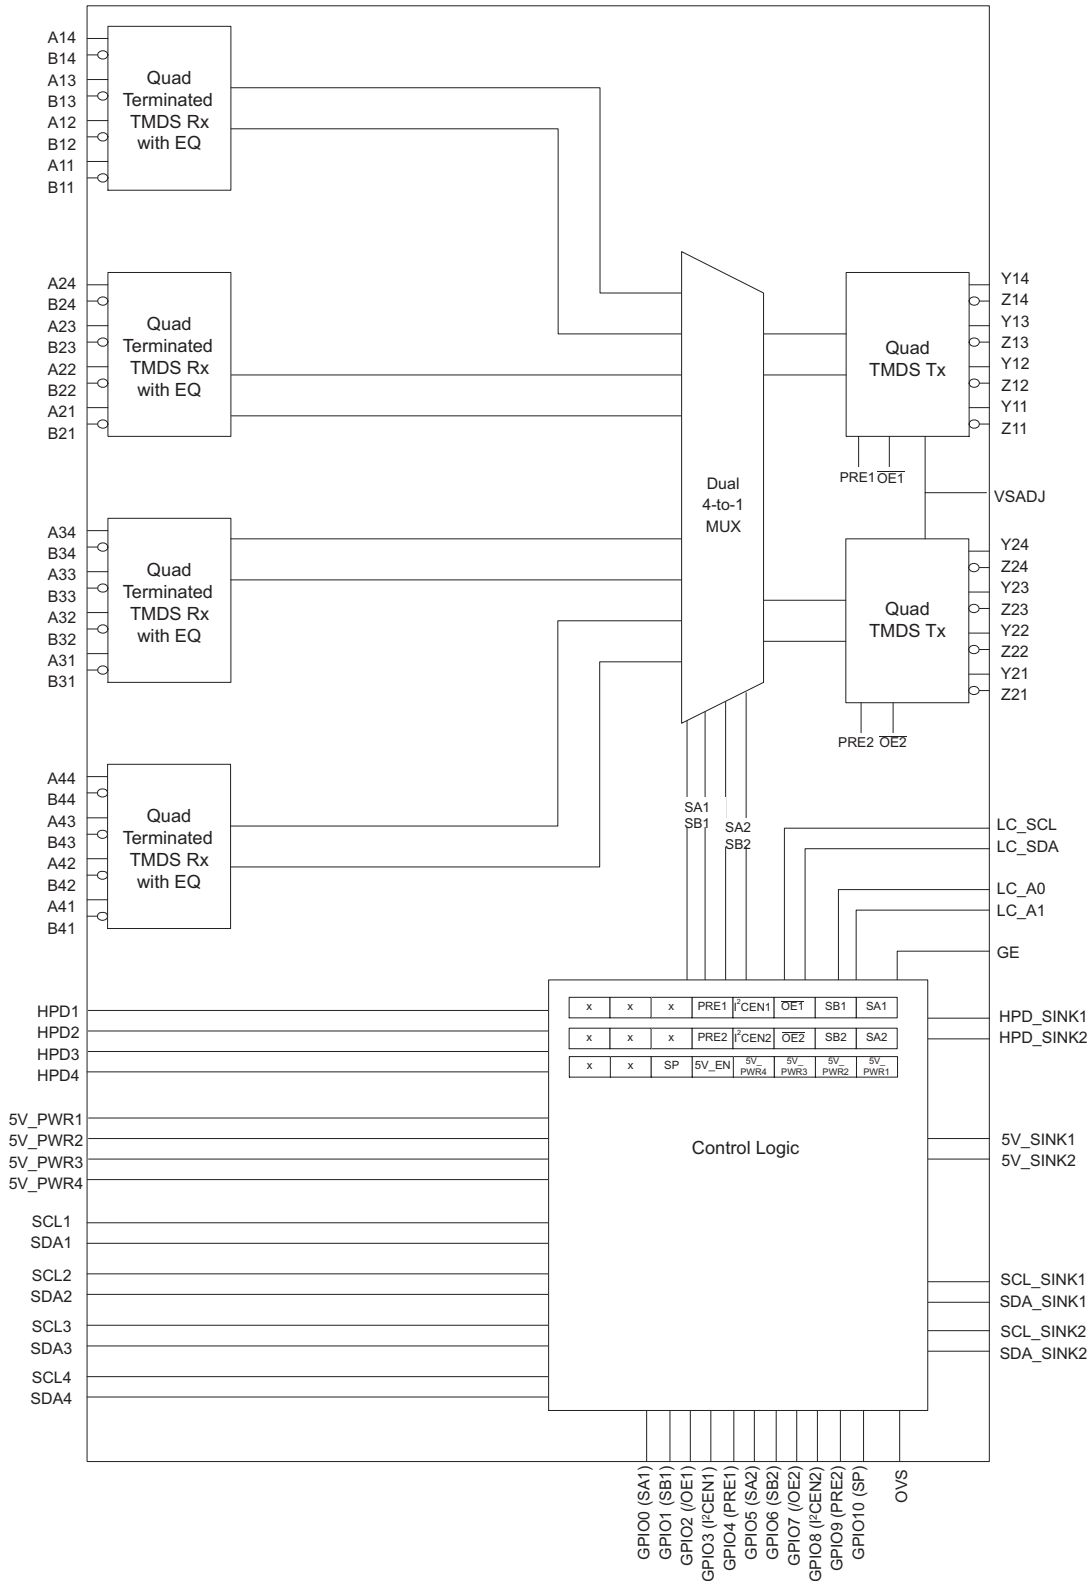 A14
B14
A13
B13
A12
B12
A11
B11
Quad
Terminated
TMDS Rx
with EQ
A24
B24
A23
B23
A22
B22
A21
B21
Quad
Terminated
TMDS Rx
with EQ
A34
B34
A33
B33
A32
B32
A31
B31
Quad
Terminated
TMDS Rx
with EQ
A44
B44
A43
B43
A42
B42
A41
B41
Quad
Terminated
TMDS Rx
with EQ
Dual
4-to-1
MUX
Quad
TMDS Tx
Y14
Z14
Y13
Z13
Y12
Z12
Y11
Z11
PRE1 OE1
VSADJ
Quad
TMDS Tx
Y24
Z24
Y23
Z23
Y22
Z22
Y21
Z21
PRE2 OE2
SA1
SB1
SA2
SB2
LC_SCL
LC_SDA
LC_A0
LC_A1
GE
HPD1
HPD2
HPD3
HPD4
5V_PWR1
5V_PWR2
5V_PWR3
5V_PWR4
SCL1
SDA1
SCL2
SDA2
SCL3
SDA3
SCL4
SDA4
x x x PRE1 I²CEN1 OE1 SB1 SA1
x x x PRE2 I²CEN2 OE2 SB2 SA2
x x SP 5V_EN 5V_PWR4 5V_PWR3 5V_PWR2 5V_PWR1
Control Logic
HPD_SINK1
HPD_SINK2
5V_SINK1
5V_SINK2
SCL_SINK1
SDA_SINK1
SCL_SINK2
SDA_SINK2
GPIO0 (SA1)
GPIO1 (SB1)
GPIO2 (/OE1)
GPIO3 (I²CEN1)
GPIO4 (PRE1)
GPIO5 (SA2)
GPIO6 (SB2)
GPIO7 (/OE2)
GPIO8 (I²CEN2)
GPIO9 (PRE2)
GPIO10 (SP)
OVS